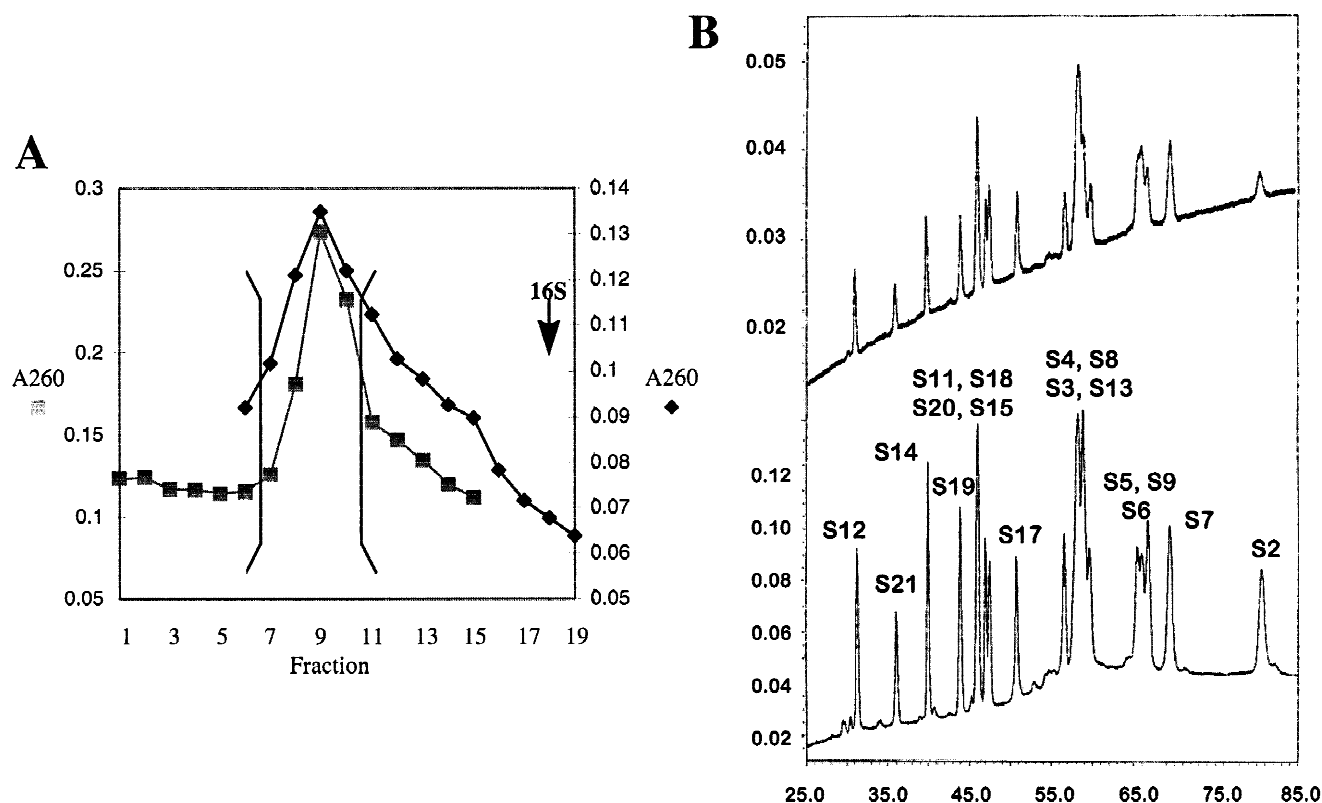 A
0.3
0.25
0.2
A260
0.15
0.1
0.05
0.14
0.13
0.12
16S
0.11
0.1
A260
0.09
0.08
0.07
0.06
0.05
1 3 5 7 9 11 13 15 17 19
Fraction
B
0.05
0.04
0.03
0.02
S4, S8
S11, S18
S3, S13
S20, S15
S14
0.12
S19
S5, S9
S6
S12
S17
S7
0.10
S2
0.08
S21
0.06
0.04
0.02
25.0 35.0 45.0 55.0 65.0 75.0 85.0